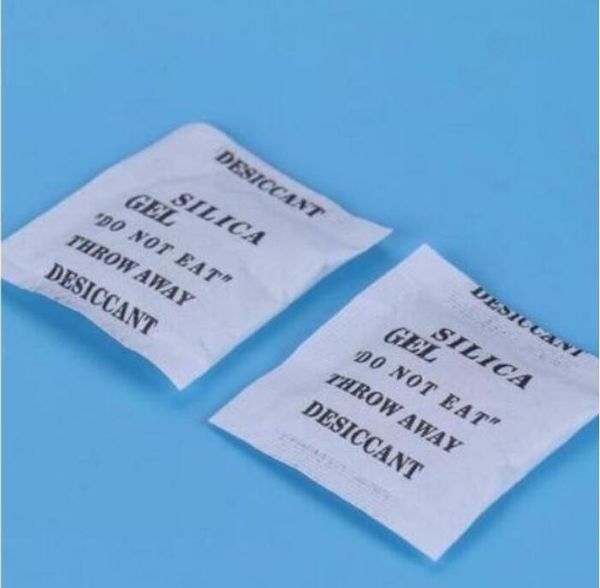 DESICCANT
SILICA
GEL
"DO NOT EAT"
THROW AWAY
DESICCANT
DESICCANT
SILICA
GEL
"DO NOT EAT"
THROW AWAY
DESICCANT